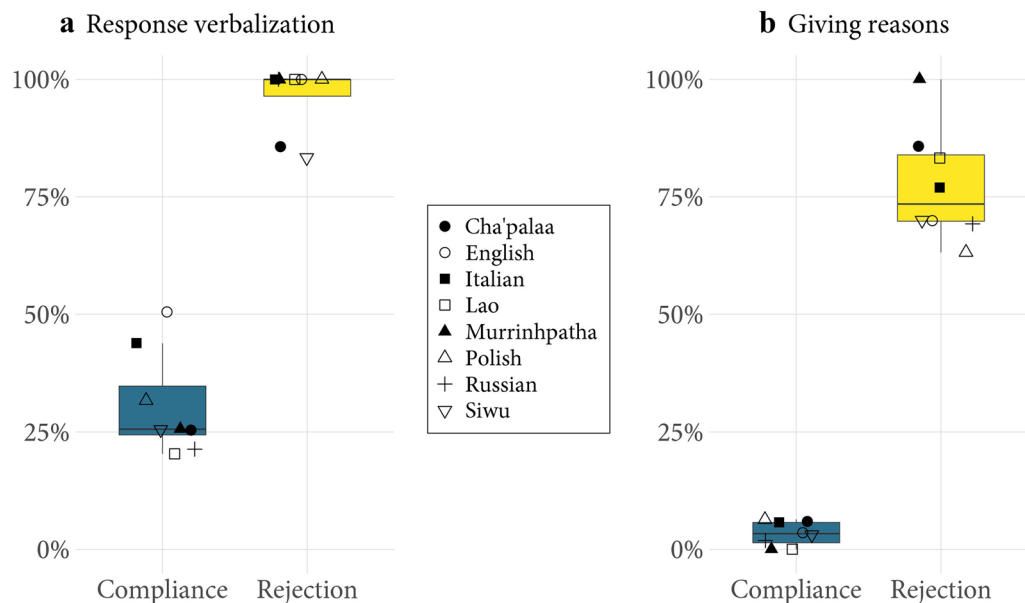 a Response verbalization
100%
75%
50%
25%
0%
Compliance Rejection
Cha'palaa
English
Italian
Lao
Murrinhpatha
Polish
Russian
Siwu
b Giving reasons
100%
75%
50%
25%
0%
Compliance Rejection